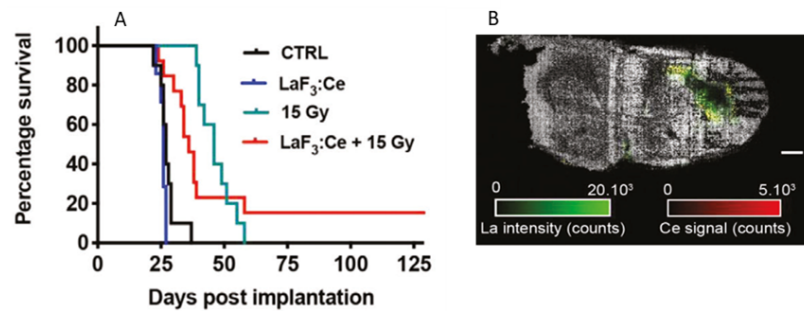 A
Percentage survival
100
80
60
40
20
0
0 25 50 75 100 125
Days post implantation
CTRL
LaF₃:Ce
15 Gy
LaF₃:Ce + 15 Gy
B
0 20.10³
La intensity (counts)
0 5.10³
Ce signal (counts)